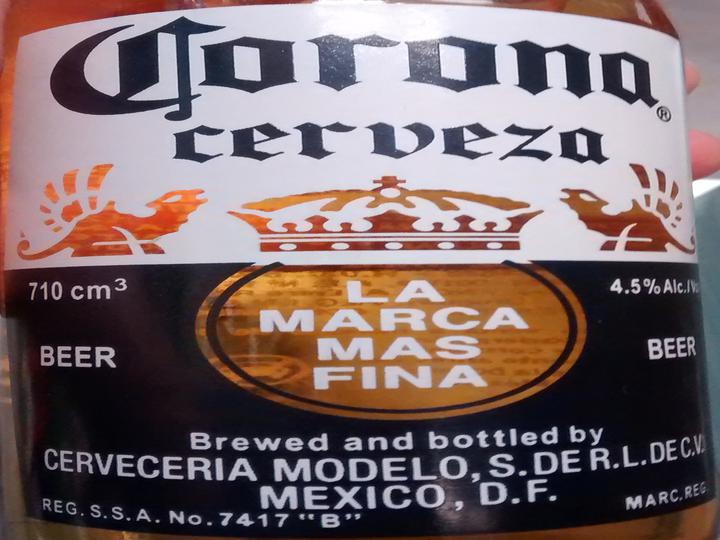 Corona®
cerveza
710 cm³
4.5% Alc./Vo
LA
MARCA
MAS
FINA
BEER
BEER
Brewed and bottled by
CERVECERIA MODELO, S. DE R.L. DE C.V.
MEXICO, D.F.
REG. S.S.A. No. 7417 "B"
MARC. REG.